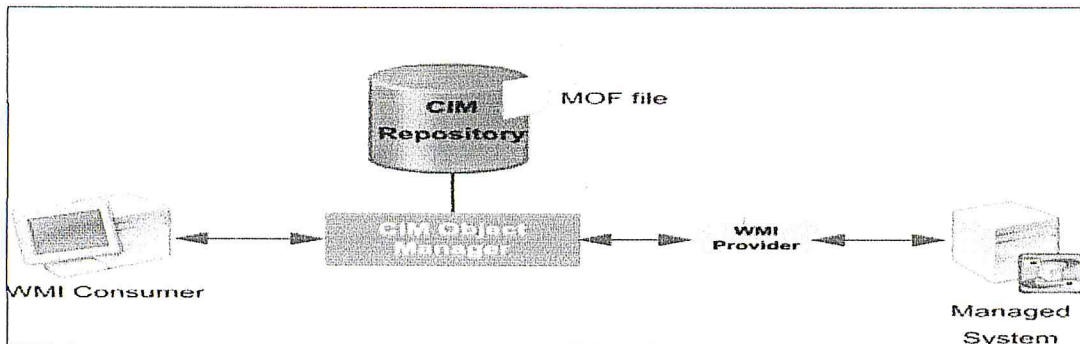 CIM
Repository
MOF file
CIM Object
Manager
WMI
Provider
WMI Consumer
Managed
System